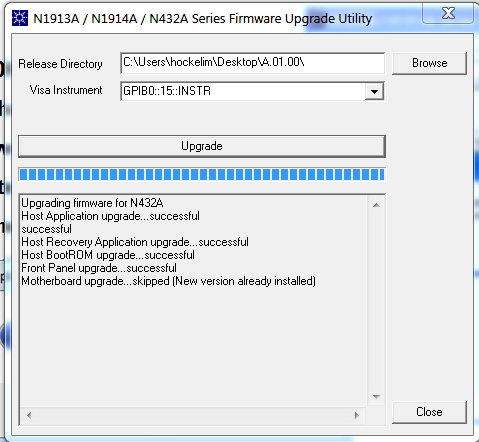 N1913A / N1914A / N432A Series Firmware Upgrade Utility
Release Directory C:\Users\hockelim\Desktop\A.01.00\ Browse
Visa Instrument GPIB0::15::INSTR
Upgrade
Upgrading firmware for N432A
Host Application upgrade...successful
successful
Host Recovery Application upgrade...successful
Host BootROM upgrade...successful
Front Panel upgrade...successful
Motherboard upgrade...skipped (New version already installed)
Close